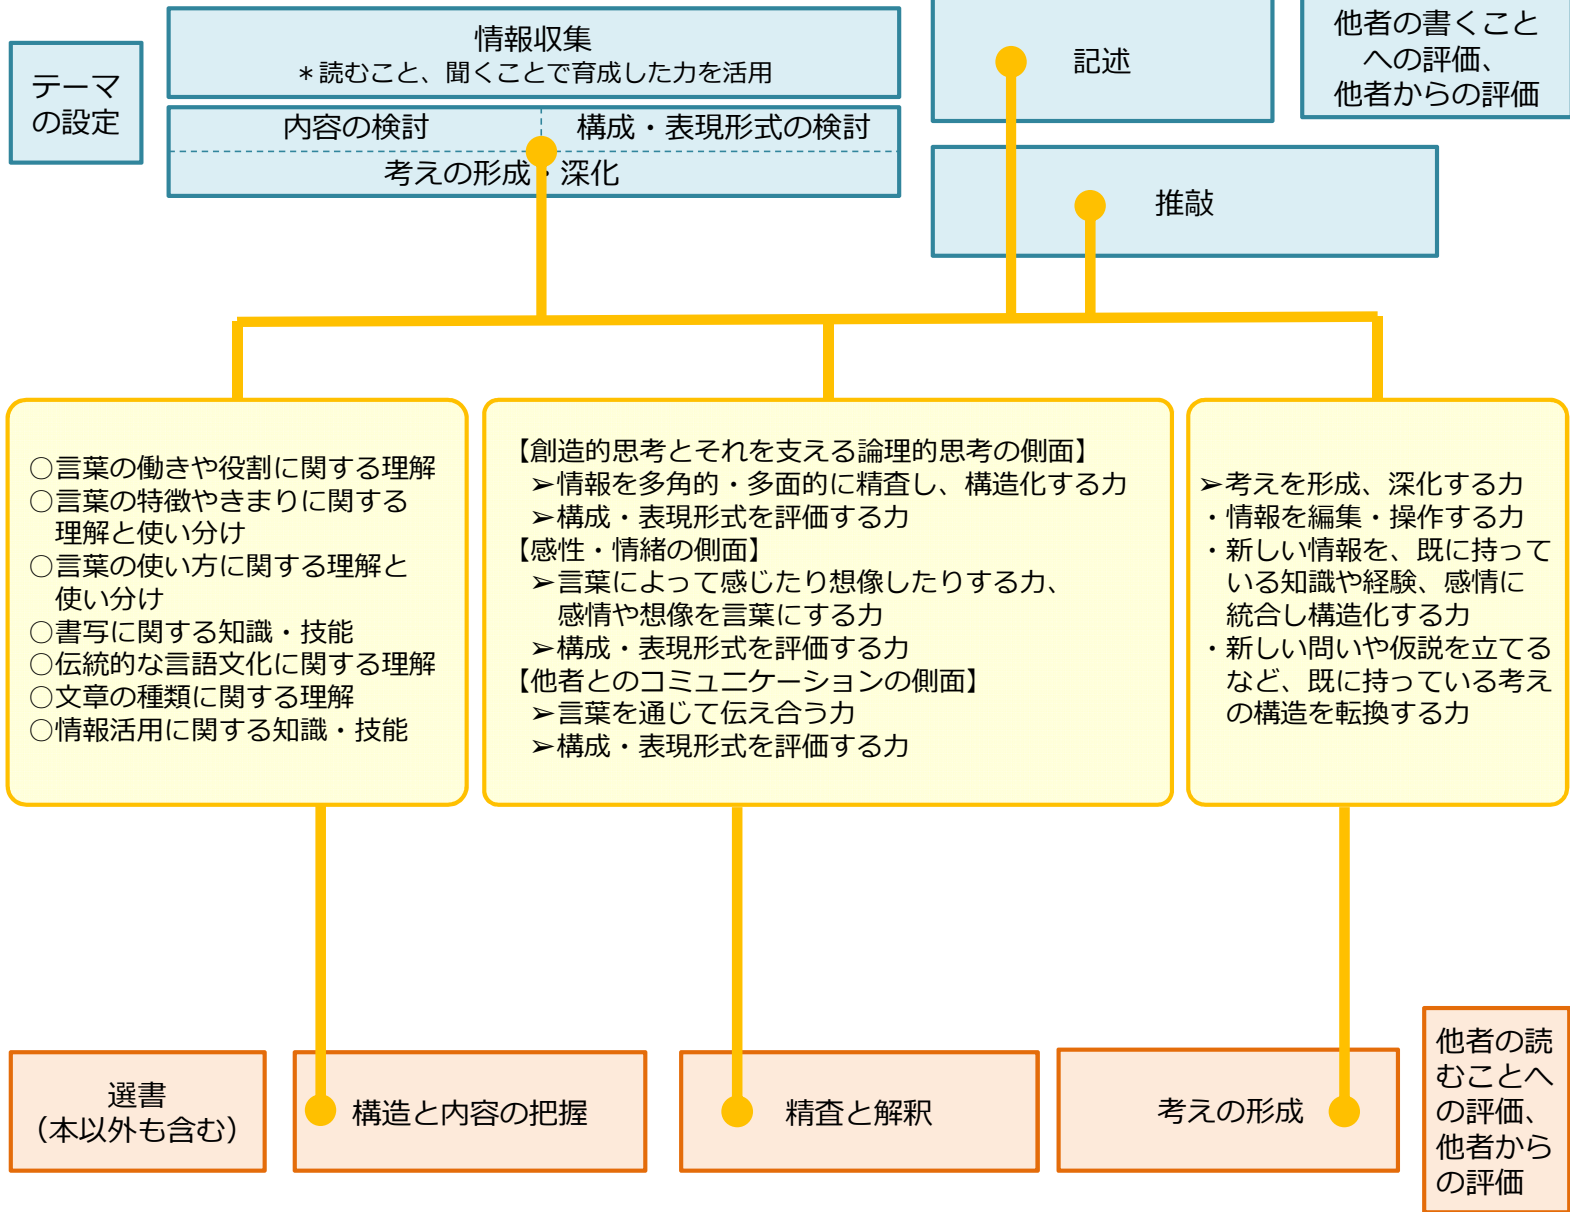 テーマ
の設定
情報収集
＊読むこと、聞くことで育成した力を活用
内容の検討
構成・表現形式の検討
考えの形成・深化
記述
推敲
他者の書くこと
への評価、
他者からの評価
○言葉の働きや役割に関する理解
○言葉の特徴やきまりに関する
理解と使い分け
○言葉の使い方に関する理解と
使い分け
○書写に関する知識・技能
○伝統的な言語文化に関する理解
○文章の種類に関する理解
○情報活用に関する知識・技能
【創造的思考とそれを支える論理的思考の側面】
➢情報を多角的・多面的に精査し、構造化する力
➢構成・表現形式を評価する力
【感性・情緒の側面】
➢言葉によって感じたり想像したりする力、
感情や想像を言葉にする力
➢構成・表現形式を評価する力
【他者とのコミュニケーションの側面】
➢言葉を通じて伝え合う力
➢構成・表現形式を評価する力
➢考えを形成、深化する力
・情報を編集・操作する力
・新しい情報を、既に持って
いる知識や経験、感情に
統合し構造化する力
・新しい問いや仮説を立てる
など、既に持っている考え
の構造を転換する力
選書
（本以外も含む）
構造と内容の把握
精査と解釈
考えの形成
他者の読
むことへ
の評価、
他者から
の評価